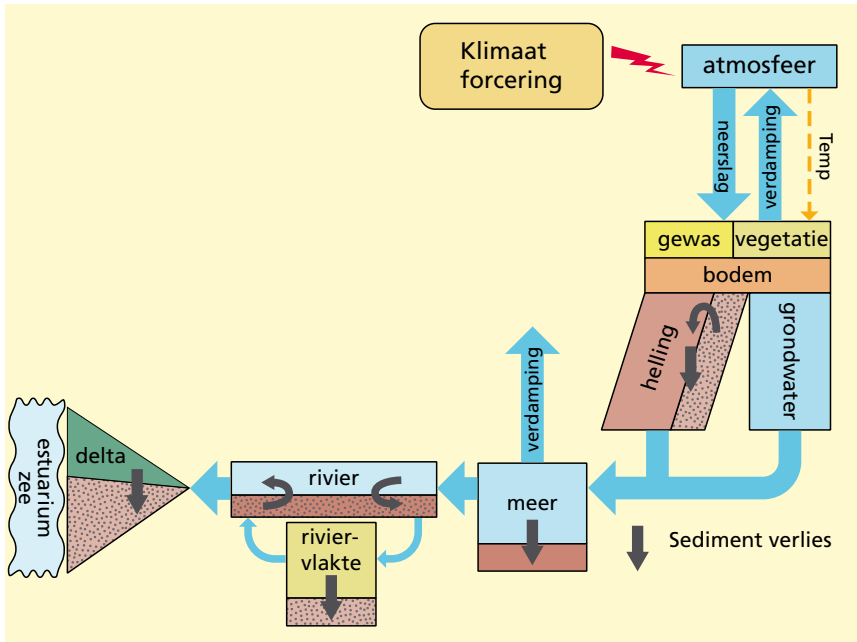 Klimaat
forcering
atmosfeer
neerslag
verdamping
Temp
gewas
vegetatie
bodem
helling
grondwater
verdamping
estuarium
zee
delta
rivier
meer
rivier-
vlakte
Sediment verlies